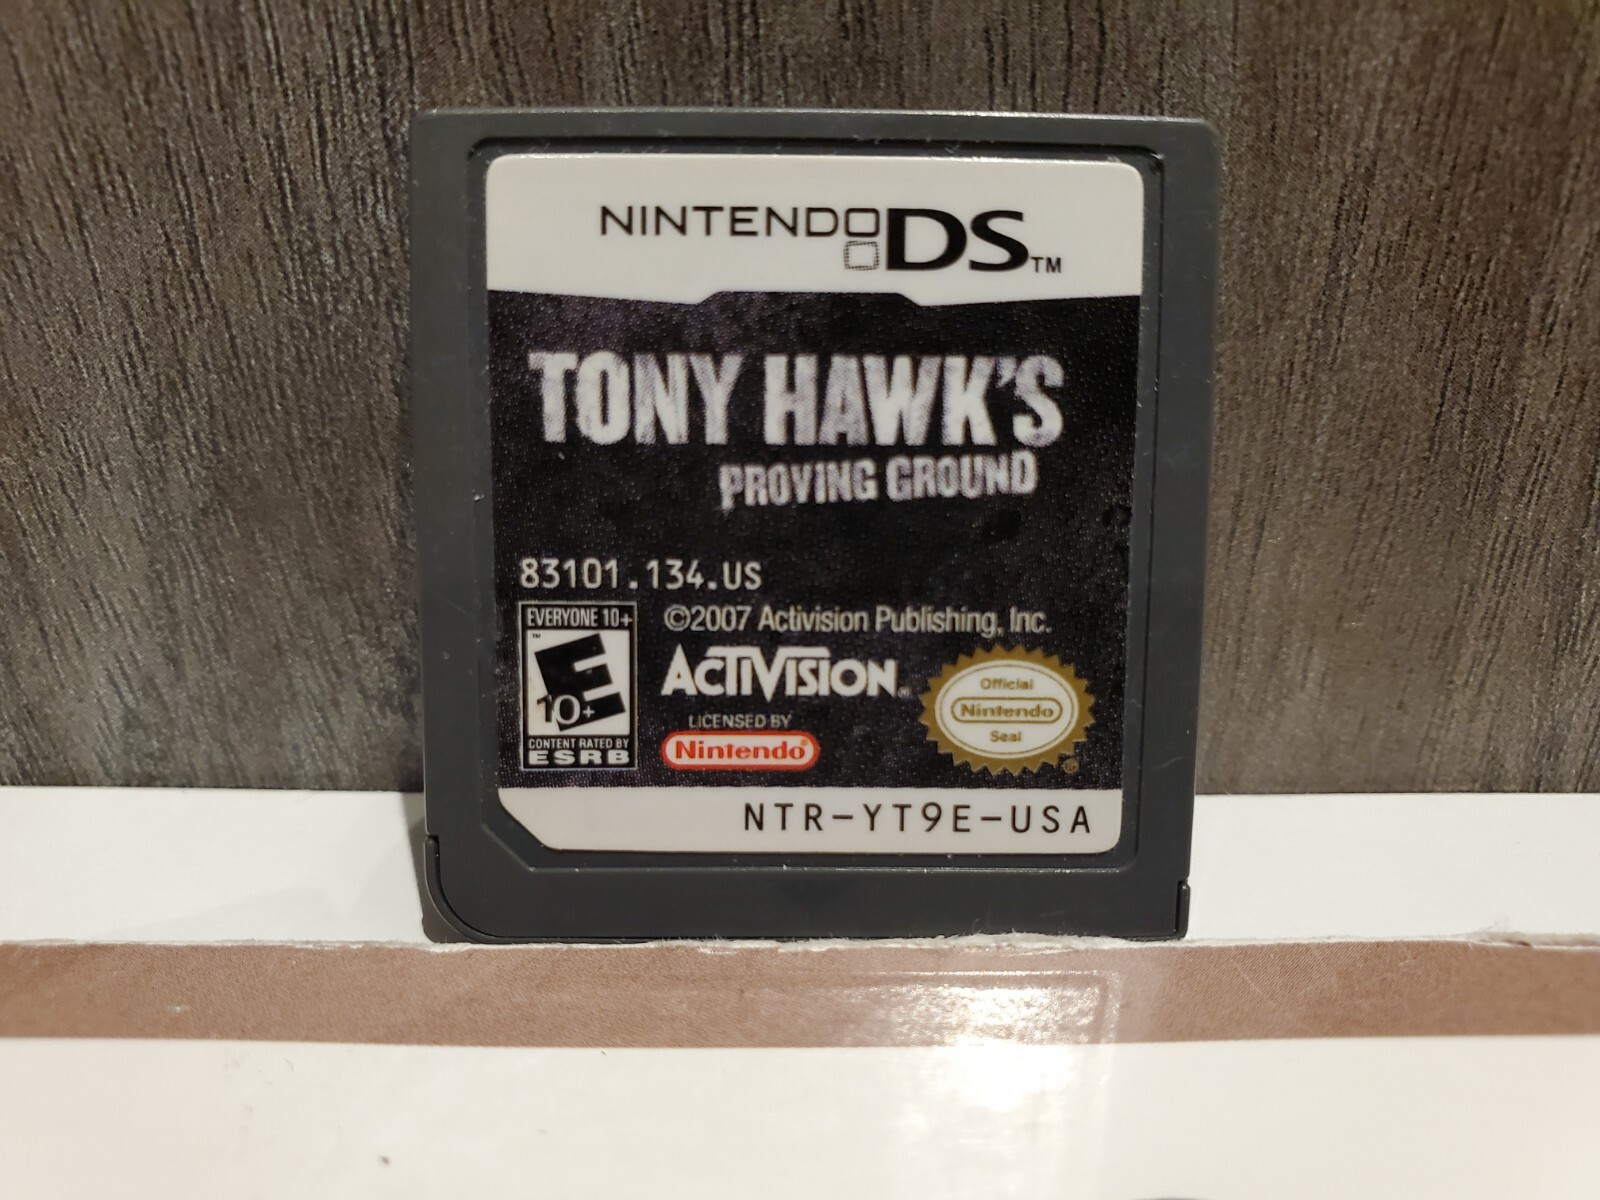 NINTENDO DS™
TONY HAWK'S
PROVING GROUND
83101.134.US
EVERYONE 10+
™
E
10+
CONTENT RATED BY
ESRB
©2007 Activision Publishing, Inc.
ACTIVISION®
LICENSED BY
Nintendo®
Official
Nintendo
Seal
®
NTR-YT9E-USA